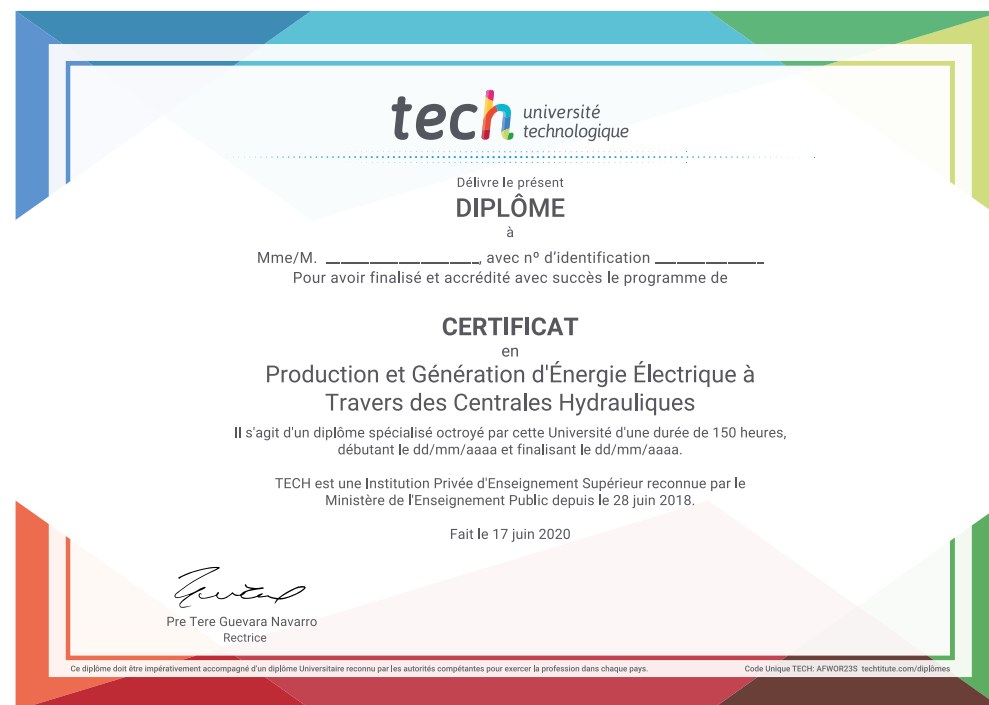 tech université
technologique
Délivre le présent
DIPLÔME
à
Mme/M. ____________________, avec nº d'identification ______________
Pour avoir finalisé et accrédité avec succès le programme de
CERTIFICAT
en
Production et Génération d'Énergie Électrique à
Travers des Centrales Hydrauliques
Il s'agit d'un diplôme spécialisé octroyé par cette Université d'une durée de 150 heures,
débutant le dd/mm/aaaa et finalisant le dd/mm/aaaa.
TECH est une Institution Privée d'Enseignement Supérieur reconnue par le
Ministère de l'Enseignement Public depuis le 28 juin 2018.
Fait le 17 juin 2020
Pre Tere Guevara Navarro
Rectrice
Ce diplôme doit être impérativement accompagné d'un diplôme Universitaire reconnu par les autorités compétantes pour exercer la profession dans chaque pays.
Code Unique TECH: AFWOR23S techtitute.com/diplômes